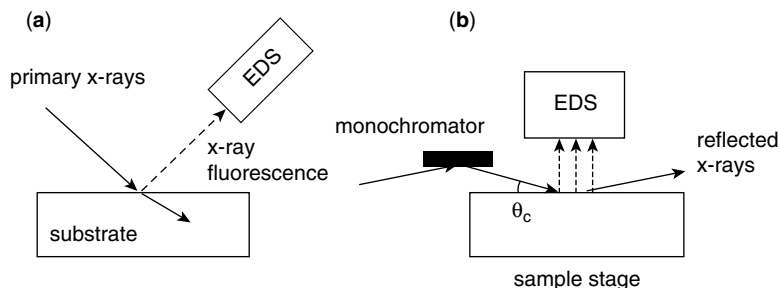 (a)
primary x-rays
EDS
x-ray
fluorescence
substrate
(b)
EDS
monochromator
reflected
x-rays
θc
sample stage